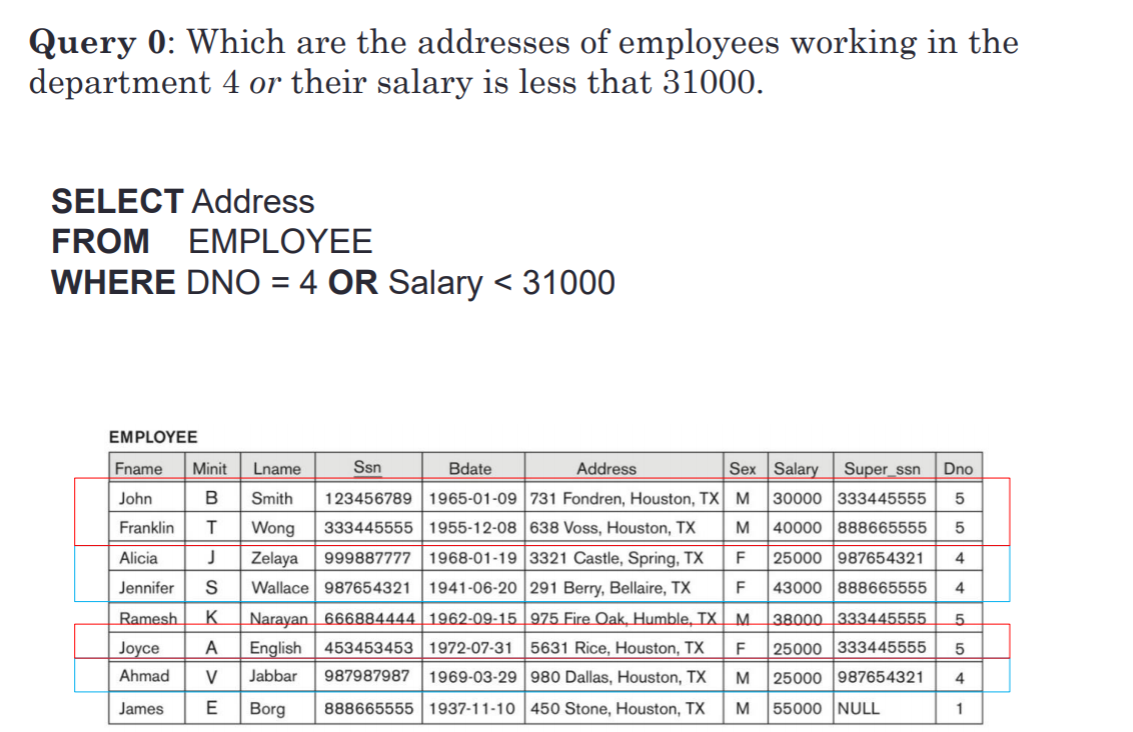 Query 0: Which are the addresses of employees working in the
department 4 or their salary is less that 31000.
SELECT Address
FROM EMPLOYEE
WHERE DNO = 4 OR Salary < 31000
EMPLOYEE
Fname Minit Lname Ssn Bdate Address Sex Salary Super_ssn Dno
John B Smith 123456789 1965-01-09 731 Fondren, Houston, TX M 30000 333445555 5
Franklin T Wong 333445555 1955-12-08 638 Voss, Houston, TX M 40000 888665555 5
Alicia J Zelaya 999887777 1968-01-19 3321 Castle, Spring, TX F 25000 987654321 4
Jennifer S Wallace 987654321 1941-06-20 291 Berry, Bellaire, TX F 43000 888665555 4
Ramesh K Narayan 666884444 1962-09-15 975 Fire Oak, Humble, TX M 38000 333445555 5
Joyce A English 453453453 1972-07-31 5631 Rice, Houston, TX F 25000 333445555 5
Ahmad V Jabbar 987987987 1969-03-29 980 Dallas, Houston, TX M 25000 987654321 4
James E Borg 888665555 1937-11-10 450 Stone, Houston, TX M 55000 NULL 1